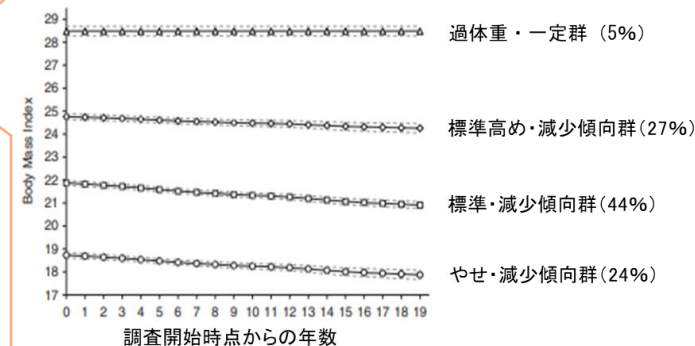 29
28
27
26
25
24
23
22
21
20
19
18
17
Body Mass Index
0 1 2 3 4 5 6 7 8 9 10 11 12 13 14 15 16 17 18 19
調査開始時点からの年数
過体重・一定群（5%）
標準高め・減少傾向群（27%）
標準・減少傾向群（44%）
やせ・減少傾向群（24%）